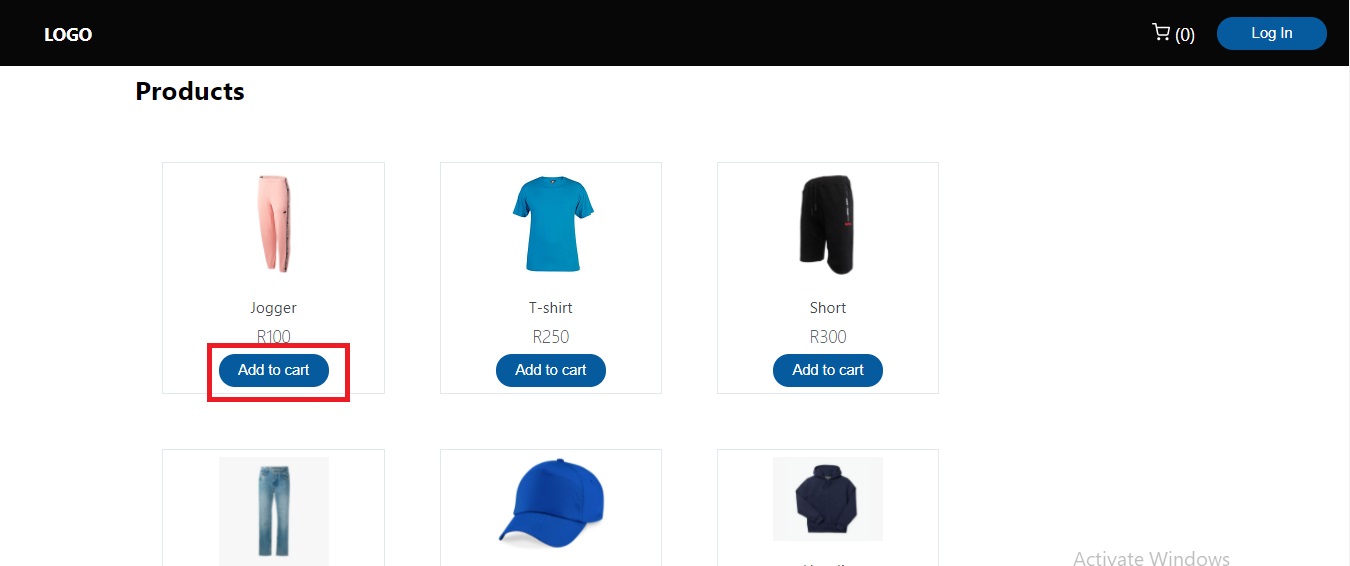 LOGO
(0)
Log In
Products
Jogger
T-shirt
Short
R100
R250
R300
Add to cart
Add to cart
Add to cart
Activate Windows